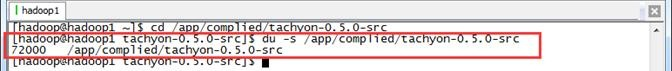 hadoop1
[hadoop@hadoop1 ~]$ cd /app/complied/tachyon-0.5.0-src
[hadoop@hadoop1 tachyon-0.5.0-src]$ du -s /app/complied/tachyon-0.5.0-src
72000 /app/complied/tachyon-0.5.0-src
[hadoop@hadoop1 tachyon-0.5.0-src]$